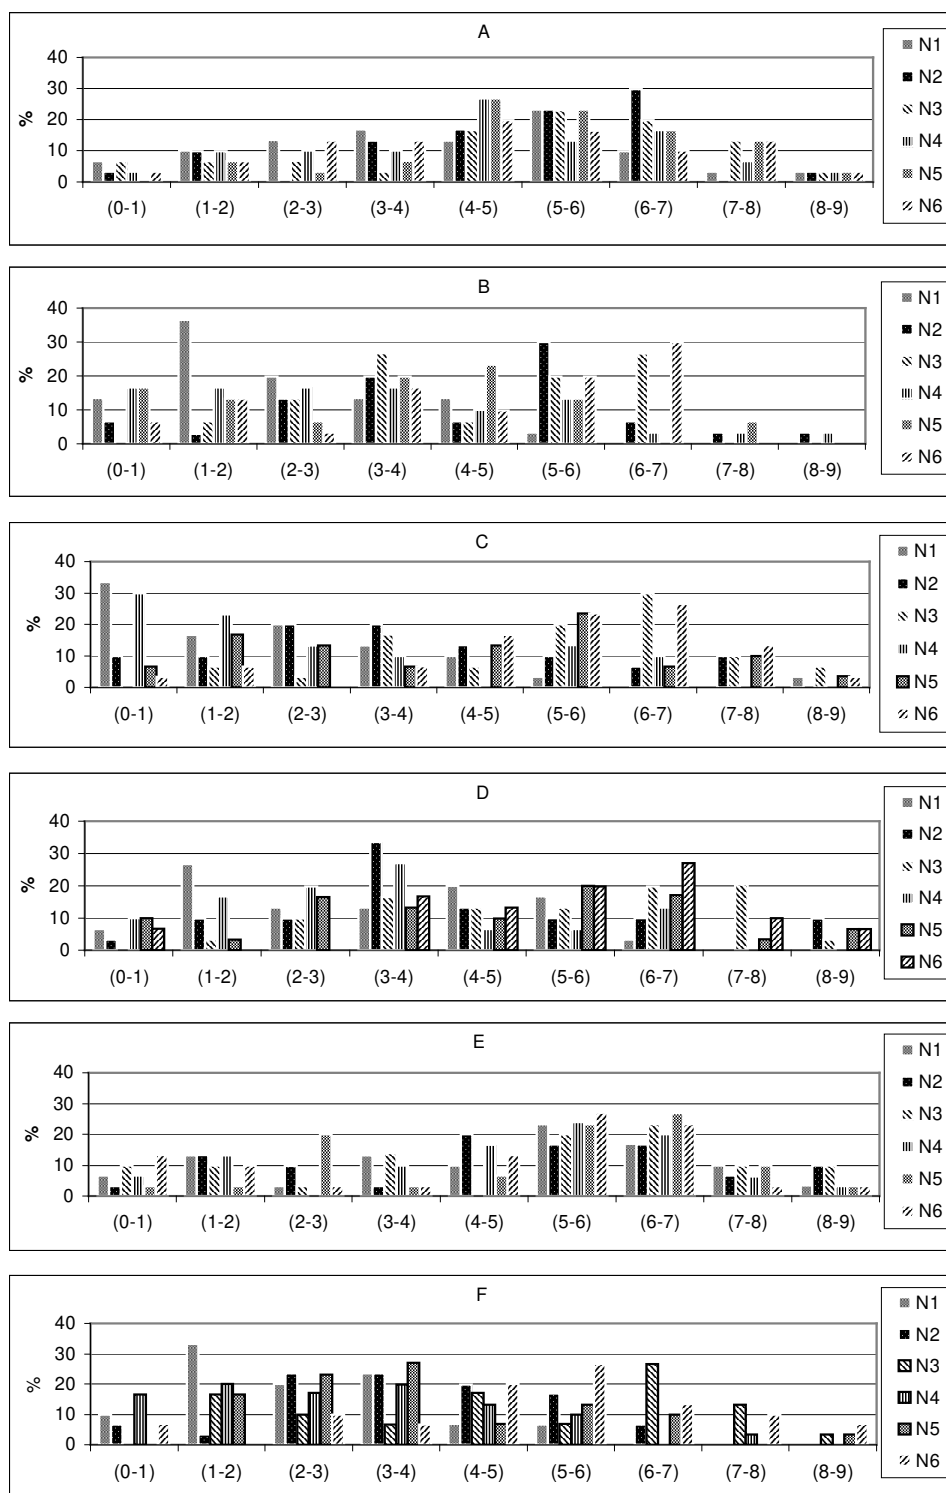 A
%
40
30
20
10
0
(0-1) (1-2) (2-3) (3-4) (4-5) (5-6) (6-7) (7-8) (8-9)
N1
N2
N3
N4
N5
N6
B
%
40
30
20
10
0
(0-1) (1-2) (2-3) (3-4) (4-5) (5-6) (6-7) (7-8) (8-9)
N1
N2
N3
N4
N5
N6
C
%
40
30
20
10
0
(0-1) (1-2) (2-3) (3-4) (4-5) (5-6) (6-7) (7-8) (8-9)
N1
N2
N3
N4
N5
N6
D
%
40
30
20
10
0
(0-1) (1-2) (2-3) (3-4) (4-5) (5-6) (6-7) (7-8) (8-9)
N1
N2
N3
N4
N5
N6
E
%
40
30
20
10
0
(0-1) (1-2) (2-3) (3-4) (4-5) (5-6) (6-7) (7-8) (8-9)
N1
N2
N3
N4
N5
N6
F
%
40
30
20
10
0
(0-1) (1-2) (2-3) (3-4) (4-5) (5-6) (6-7) (7-8) (8-9)
N1
N2
N3
N4
N5
N6